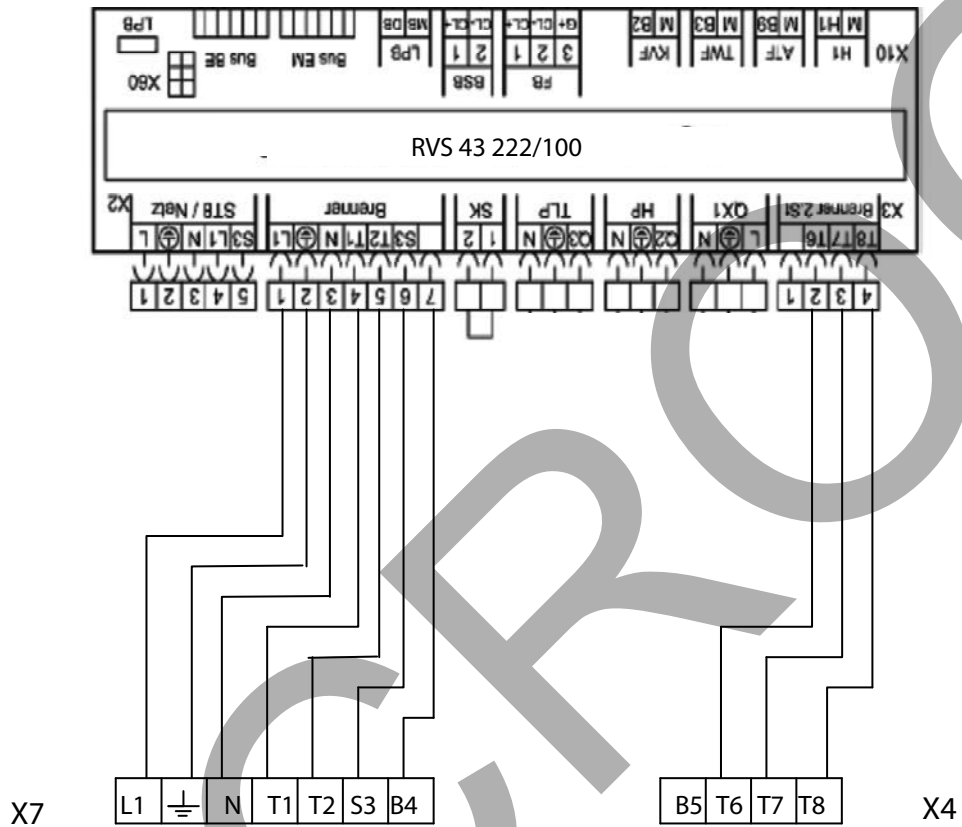 LPB
Bus BE
Bus EM
DB MB
LPB
CL+ CL-
1 2
BSB
CL+ CL- G+
1 2 3
FB
B2 M
KVF
B3 M
TWF
B9 M
ATF
H1 M
H1
X10
X60
RVS 43 222/100
X2
STB / Netz
Brenner
SK
TLP
HP
QX1
Brenner 2.St
X3
L N L1 S3
L1 N T1 T2 S3
2 1
N Q3
N Q2
N L
T6 T7 T8
1 2 3 4 5
1 2 3 4 5 6 7
1 2 3 4
X7
L1 N T1 T2 S3 B4
B5 T6 T7 T8
X4